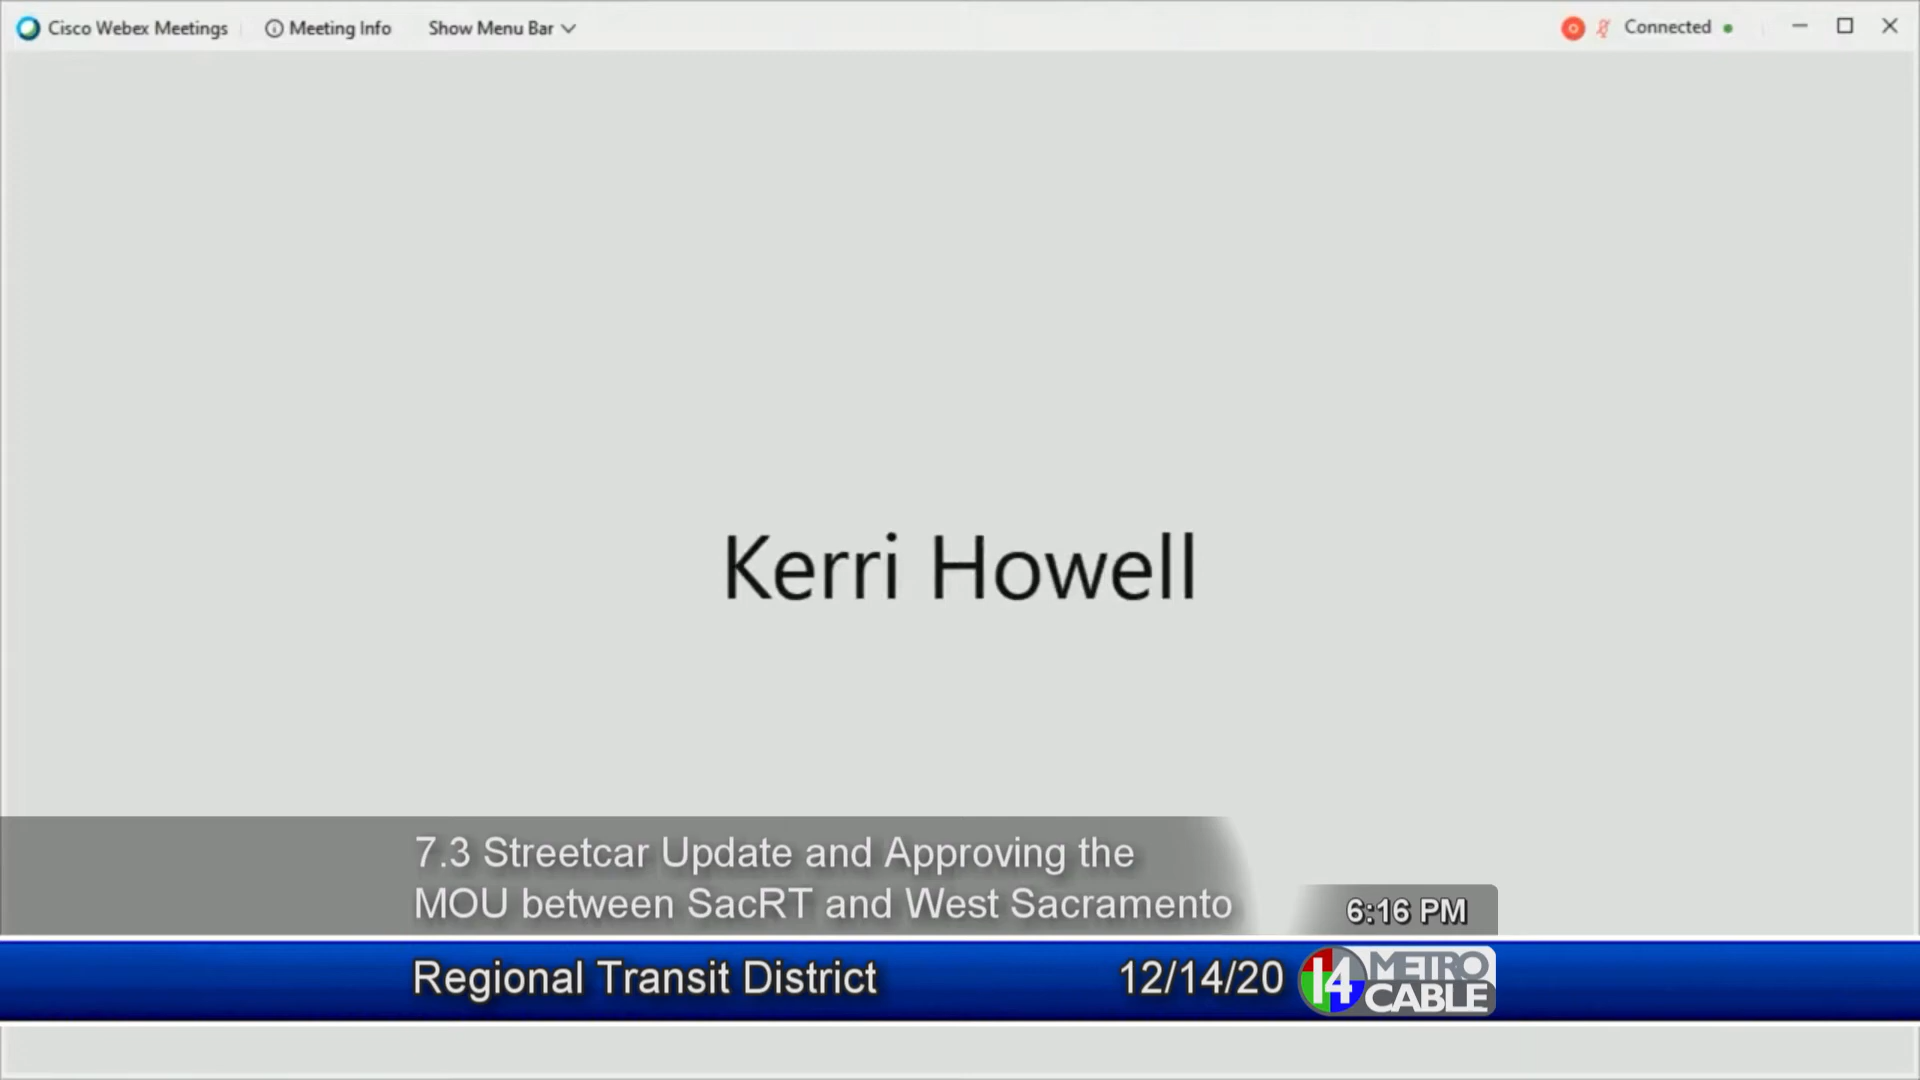 Cisco Webex Meetings
Meeting Info
Show Menu Bar
Connected
Kerri Howell
7.3 Streetcar Update and Approving the
MOU between SacRT and West Sacramento
6:16 PM
Regional Transit District
12/14/20
14 METRO
CABLE